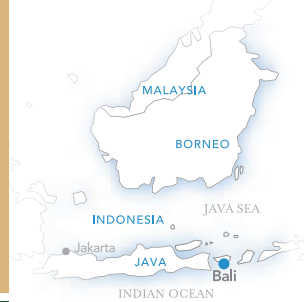 MALAYSIA
BORNEO
JAVA SEA
INDONESIA
Jakarta
JAVA
Bali
INDIAN OCEAN